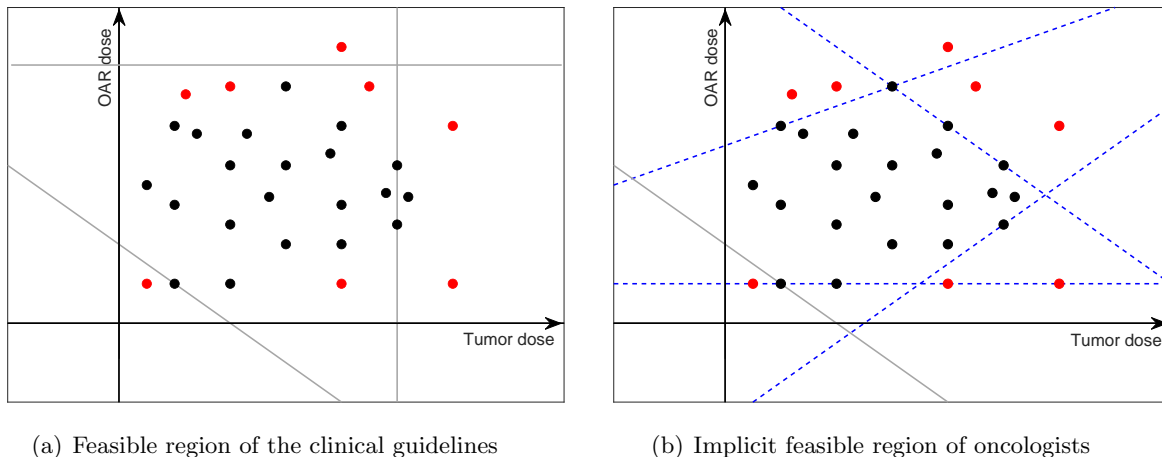 OAR dose
Tumor dose
(a) Feasible region of the clinical guidelines
OAR dose
Tumor dose
(b) Implicit feasible region of oncologists